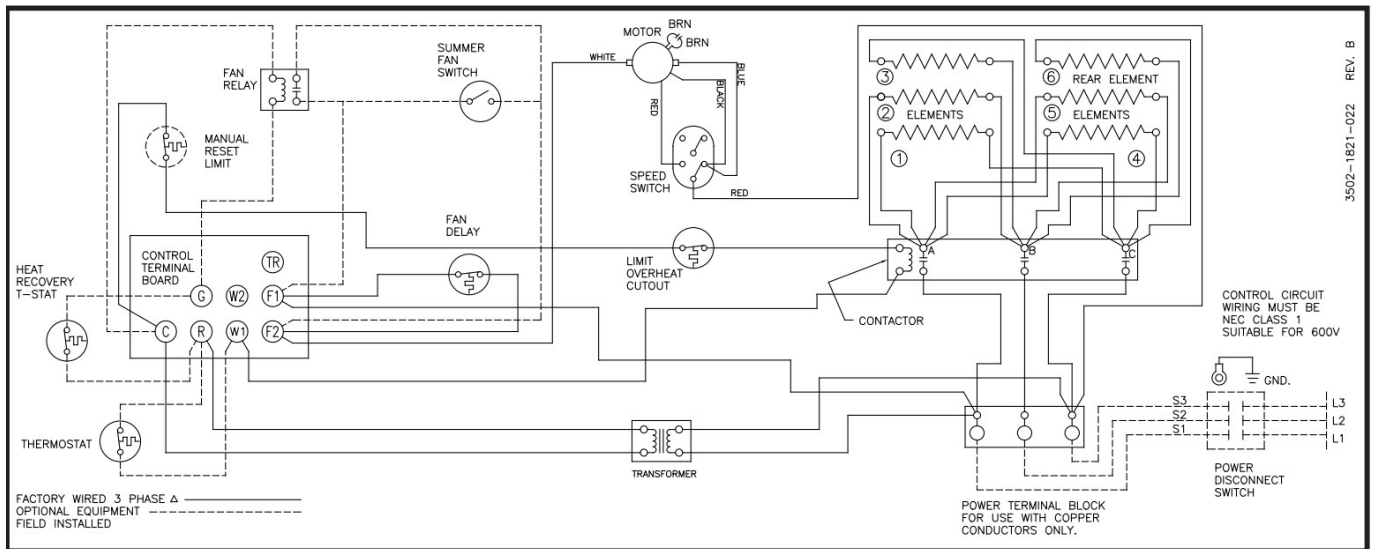 BRN
MOTOR
BRN
SUMMER
FAN
SWITCH
WHITE
FAN
RELAY
BLUE
BLACK
RED
MANUAL
RESET
LIMIT
SPEED
SWITCH
RED
3
6
REAR ELEMENT
2
ELEMENTS
5
ELEMENTS
1
4
3502-1821-022 REV. B
FAN
DELAY
CONTROL
TERMINAL
BOARD
TR
HEAT
RECOVERY
T-STAT
G
W2
F1
C
R
W1
F2
LIMIT
OVERHEAT
CUTOUT
A
B
C
CONTACTOR
CONTROL CIRCUIT
WIRING MUST BE
NEC CLASS 1
SUITABLE FOR 600V
GND.
S3
L3
S2
L2
S1
L1
THERMOSTAT
TRANSFORMER
POWER
DISCONNECT
SWITCH
POWER TERMINAL BLOCK
FOR USE WITH COPPER
CONDUCTORS ONLY.
FACTORY WIRED 3 PHASE Δ
OPTIONAL EQUIPMENT
FIELD INSTALLED